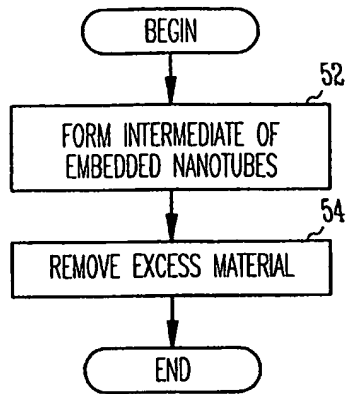 BEGIN
52
FORM INTERMEDIATE OF
EMBEDDED NANOTUBES
54
REMOVE EXCESS MATERIAL
END